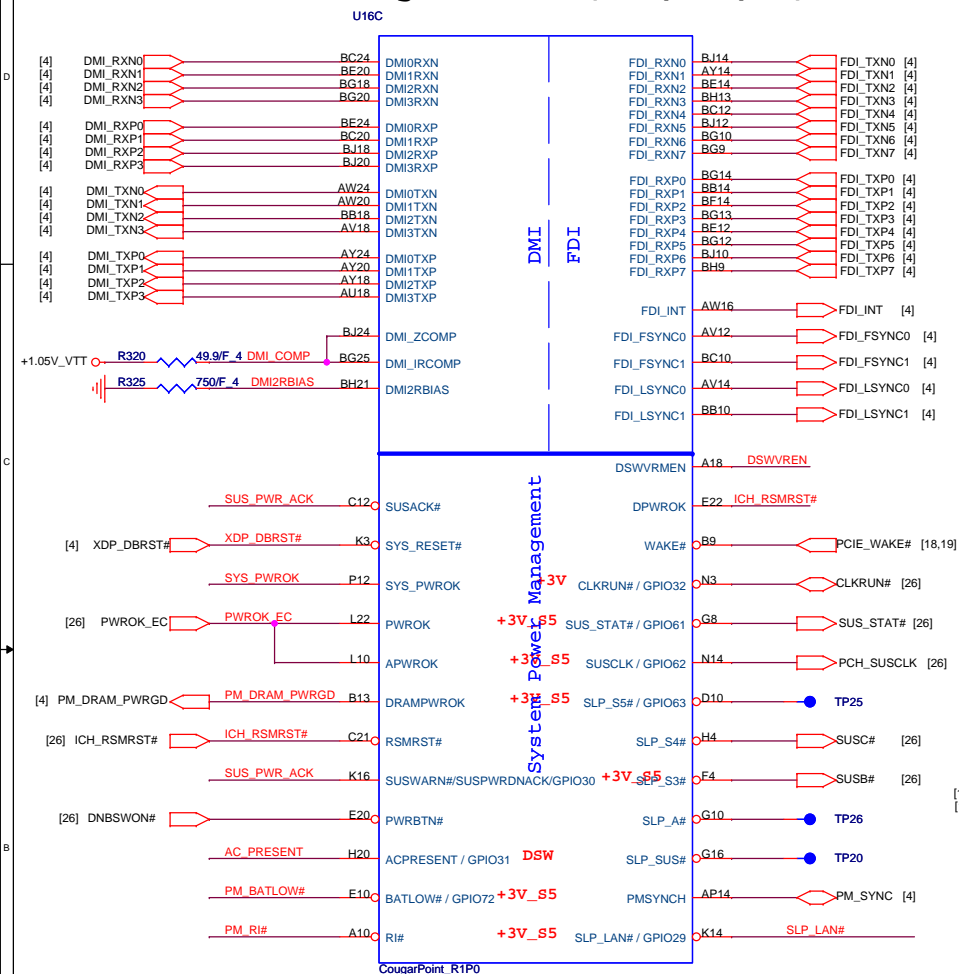 U16C
D
[4] DMI_RXN0 BC24 DMI0RXN FDI_RXN0 BJ14 FDI_TXN0 [4]
[4] DMI_RXN1 BE20 DMI1RXN FDI_RXN1 AY14 FDI_TXN1 [4]
[4] DMI_RXN2 BG18 DMI2RXN FDI_RXN2 BE14 FDI_TXN2 [4]
[4] DMI_RXN3 BG20 DMI3RXN FDI_RXN3 BH13 FDI_TXN3 [4]
FDI_RXN4 BC12 FDI_TXN4 [4]
[4] DMI_RXP0 BE24 DMI0RXP FDI_RXN5 BJ12 FDI_TXN5 [4]
[4] DMI_RXP1 BC20 DMI1RXP FDI_RXN6 BG10 FDI_TXN6 [4]
[4] DMI_RXP2 BJ18 DMI2RXP FDI_RXN7 BG9 FDI_TXN7 [4]
[4] DMI_RXP3 BJ20 DMI3RXP
FDI_RXP0 BG14 FDI_TXP0 [4]
[4] DMI_TXN0 AW24 DMI0TXN FDI_RXP1 BB14 FDI_TXP1 [4]
[4] DMI_TXN1 AW20 DMI1TXN FDI_RXP2 BF14 FDI_TXP2 [4]
[4] DMI_TXN2 BB18 DMI2TXN FDI_RXP3 BG13 FDI_TXP3 [4]
[4] DMI_TXN3 AV18 DMI3TXN FDI_RXP4 BE12 FDI_TXP4 [4]
FDI_RXP5 BG12 FDI_TXP5 [4]
[4] DMI_TXP0 AY24 DMI0TXP FDI_RXP6 BJ10 FDI_TXP6 [4]
[4] DMI_TXP1 AY20 DMI1TXP FDI_RXP7 BH9 FDI_TXP7 [4]
[4] DMI_TXP2 AY18 DMI2TXP
[4] DMI_TXP3 AU18 DMI3TXP
DMI
FDI
FDI_INT AW16 FDI_INT [4]
BJ24 DMI_ZCOMP FDI_FSYNC0 AV12 FDI_FSYNC0 [4]
+1.05V_VTT R320 49.9/F_4 DMI_COMP BG25 DMI_IRCOMP FDI_FSYNC1 BC10 FDI_FSYNC1 [4]
R325 750/F_4 DMI2RBIAS BH21 DMI2RBIAS FDI_LSYNC0 AV14 FDI_LSYNC0 [4]
FDI_LSYNC1 BB10 FDI_LSYNC1 [4]
C
System Power Management
DSWVRMEN A18 DSWVREN
SUS_PWR_ACK C12 SUSACK# DPWROK E22 ICH_RSMRST#
[4] XDP_DBRST# XDP_DBRST# K3 SYS_RESET# WAKE# B9 PCIE_WAKE# [18,19]
SYS_PWROK P12 SYS_PWROK +3V CLKRUN# / GPIO32 N3 CLKRUN# [26]
[26] PWROK_EC PWROK_EC L22 PWROK +3V_S5 SUS_STAT# / GPIO61 G8 SUS_STAT# [26]
L10 APWROK +3V_S5 SUSCLK / GPIO62 N14 PCH_SUSCLK [26]
[4] PM_DRAM_PWRGD PM_DRAM_PWRGD B13 DRAMPWROK +3V_S5 SLP_S5# / GPIO63 D10 TP25
[26] ICH_RSMRST# ICH_RSMRST# C21 RSMRST# SLP_S4# H4 SUSC# [26]
SUS_PWR_ACK K16 SUSWARN#/SUSPWRDNACK/GPIO30 +3V_S5 SLP_S3# F4 SUSB# [26]
[26] DNBSWON# E20 PWRBTN# SLP_A# G10 TP26
B
AC_PRESENT H20 ACPRESENT / GPIO31 DSW SLP_SUS# G16 TP20
PM_BATLOW# E10 BATLOW# / GPIO72 +3V_S5 PMSYNCH AP14 PM_SYNC [4]
PM_RI# A10 RI# +3V_S5 SLP_LAN# / GPIO29 K14 SLP_LAN#
CougarPoint_R1P0